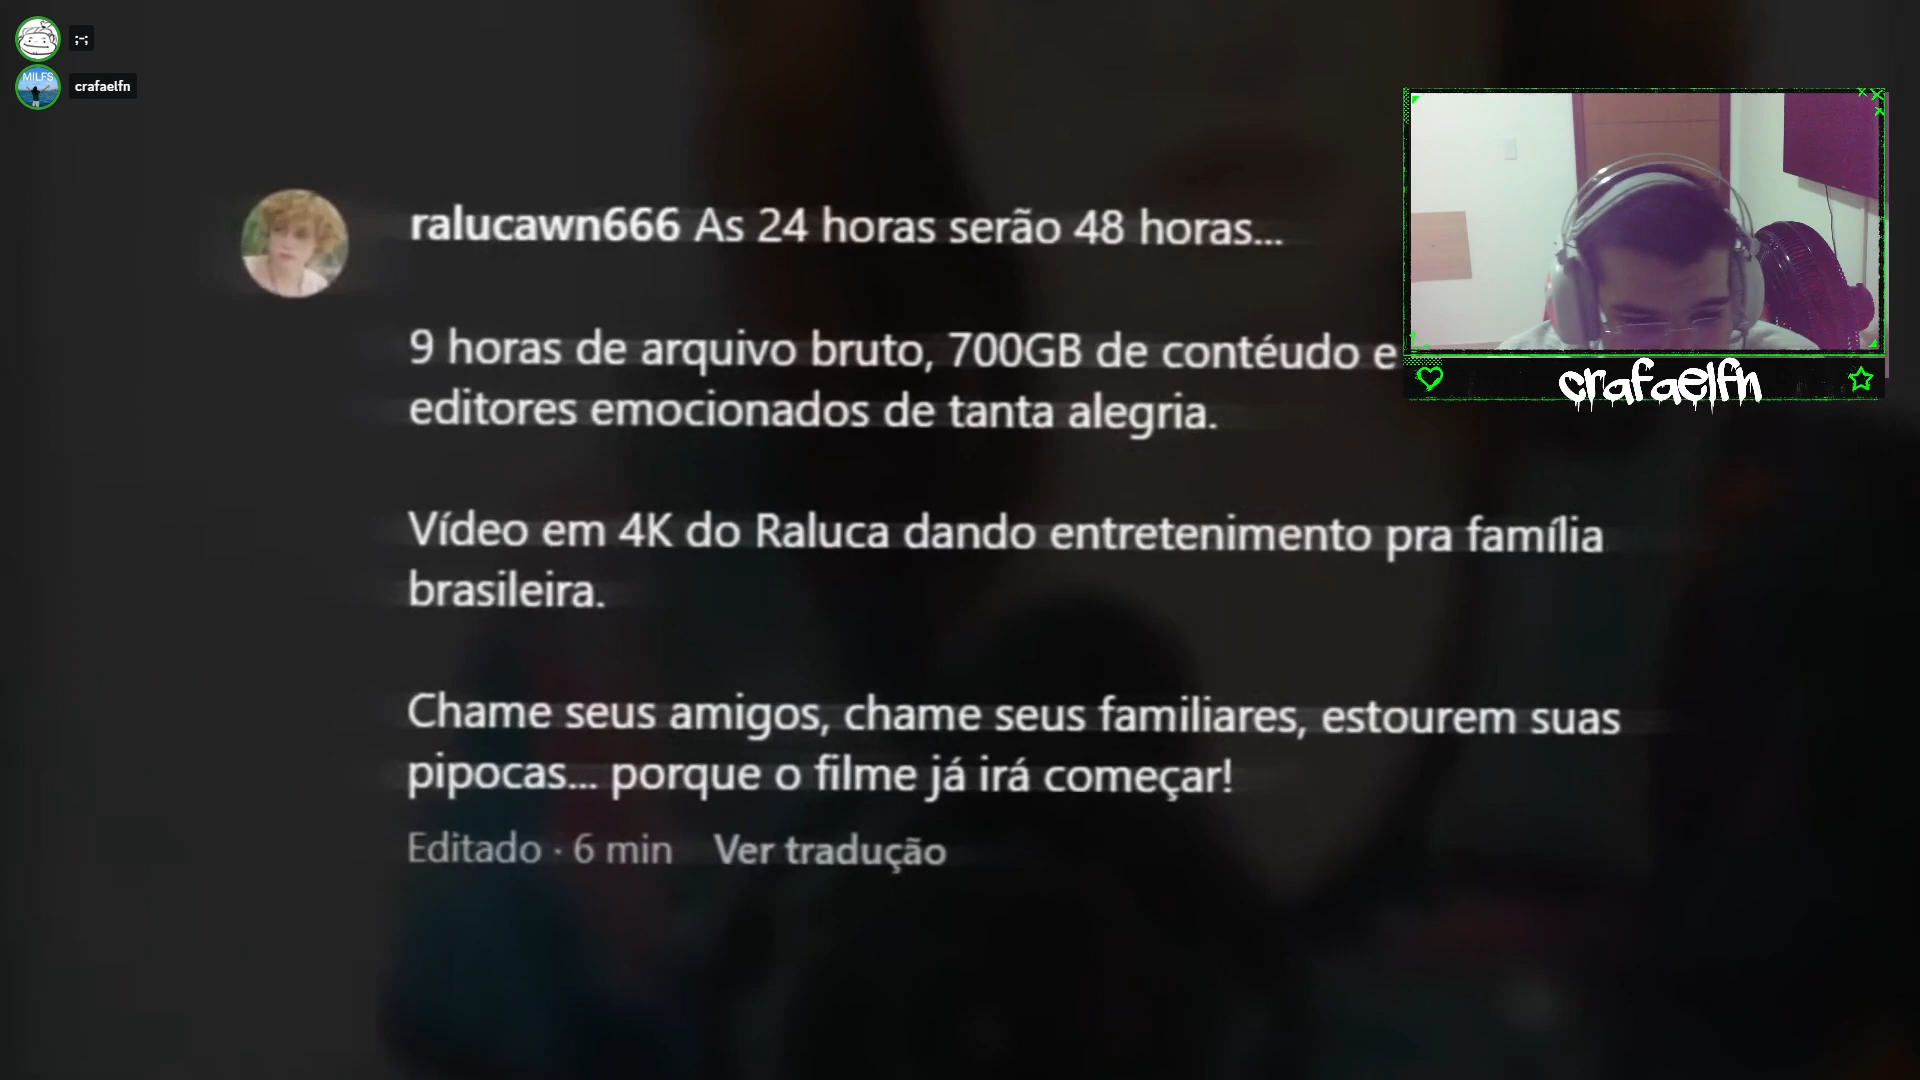 ;-;
MILFS
crafaelfn
ralucawn666 As 24 horas serão 48 horas...
9 horas de arquivo bruto, 700GB de contéudo e
editores emocionados de tanta alegria.
Vídeo em 4K do Raluca dando entretenimento pra família
brasileira.
Chame seus amigos, chame seus familiares, estourem suas
pipocas... porque o filme já irá começar!
Editado · 6 min Ver tradução
crafaelfn